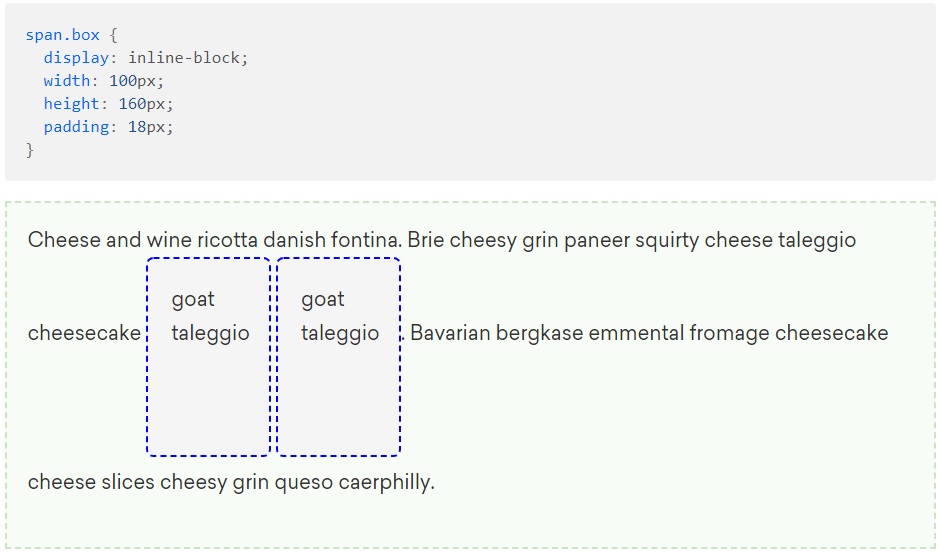 span.box {
display: inline-block;
width: 100px;
height: 160px;
padding: 18px;
}
Cheese and wine ricotta danish fontina. Brie cheesy grin paneer squirty cheese taleggio
goat goat
cheesecake taleggio taleggio . Bavarian bergkase emmental fromage cheesecake
cheese slices cheesy grin queso caerphilly.